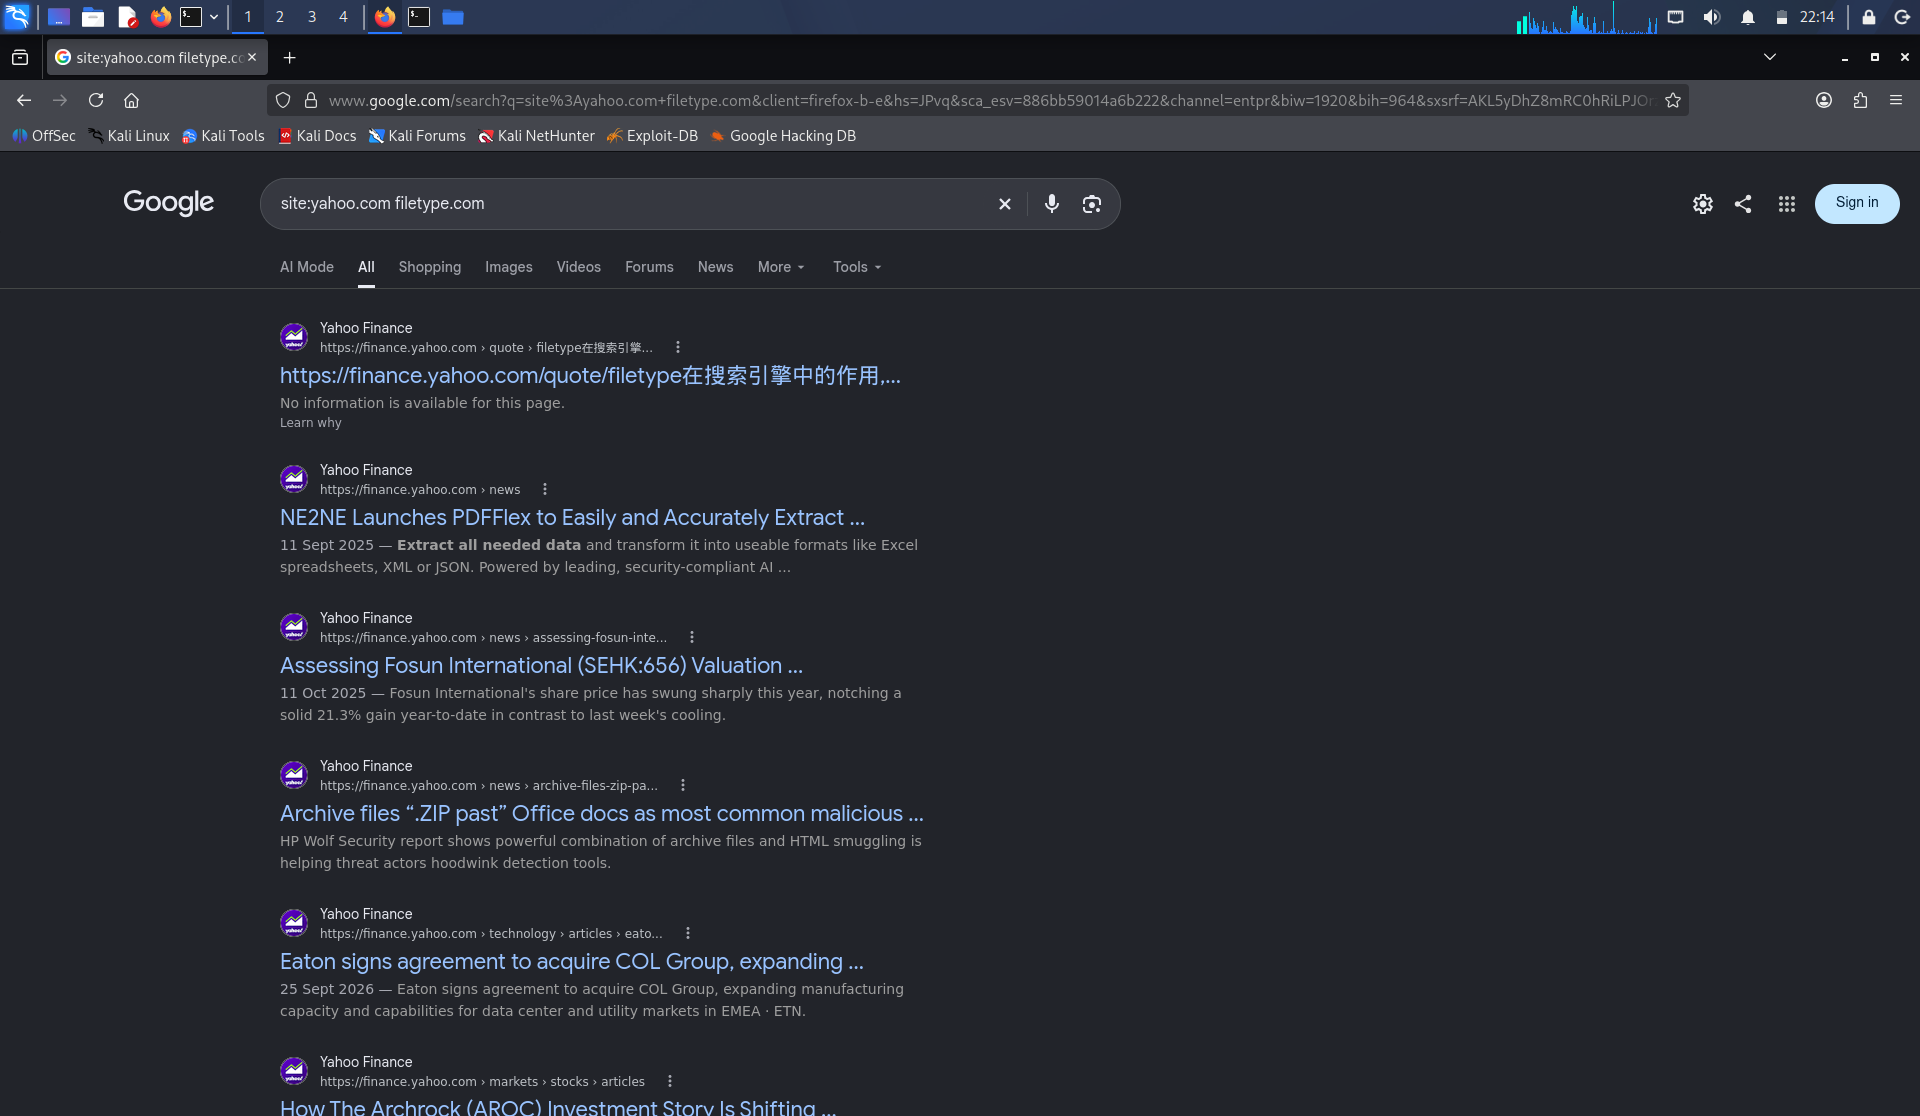 1 2 3 4 22:14
site:yahoo.com filetype.cc
www.google.com/search?q=site%3Ayahoo.com+filetype.com&client=firefox-b-e&hs=JPvq&sca_esv=886bb59014a6b222&channel=entpr&biw=1920&bih=964&sxsrf=AKL5yDhZ8mRC0hRiLPJO
OffSec Kali Linux Kali Tools Kali Docs Kali Forums Kali NetHunter Exploit-DB Google Hacking DB
Google
site:yahoo.com filetype.com
Sign in
AI Mode All Shopping Images Videos Forums News More Tools
Yahoo Finance
https://finance.yahoo.com › quote › filetype在搜索引擎...
https://finance.yahoo.com/quote/filetype在搜索引擎中的作用,...
No information is available for this page.
Learn why
Yahoo Finance
https://finance.yahoo.com › news
NE2NE Launches PDFFlex to Easily and Accurately Extract ...
11 Sept 2025 — Extract all needed data and transform it into useable formats like Excel
spreadsheets, XML or JSON. Powered by leading, security-compliant AI ...
Yahoo Finance
https://finance.yahoo.com › news › assessing-fosun-inte...
Assessing Fosun International (SEHK:656) Valuation ...
11 Oct 2025 — Fosun International's share price has swung sharply this year, notching a
solid 21.3% gain year-to-date in contrast to last week's cooling.
Yahoo Finance
https://finance.yahoo.com › news › archive-files-zip-pa...
Archive files “.ZIP past” Office docs as most common malicious ...
HP Wolf Security report shows powerful combination of archive files and HTML smuggling is
helping threat actors hoodwink detection tools.
Yahoo Finance
https://finance.yahoo.com › technology › articles › eato...
Eaton signs agreement to acquire COL Group, expanding ...
25 Sept 2026 — Eaton signs agreement to acquire COL Group, expanding manufacturing
capacity and capabilities for data center and utility markets in EMEA · ETN.
Yahoo Finance
https://finance.yahoo.com › markets › stocks › articles
How The Archrock (AROC) Investment Story Is Shifting ...